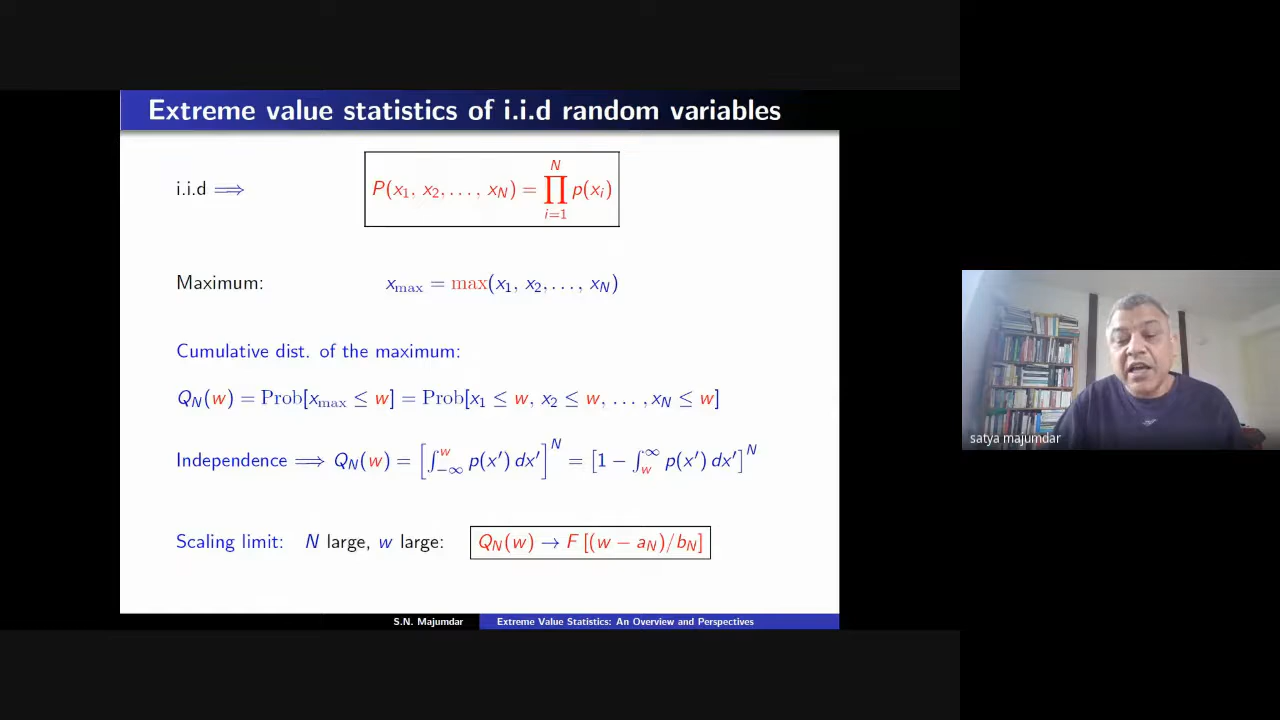 Extreme value statistics of i.i.d random variables
i.i.d ⟹ P(x₁, x₂, . . . , x_N) = ∏_{i=1}^{N} p(x_i)
Maximum: x_max = max(x₁, x₂, . . . , x_N)
Cumulative dist. of the maximum:
Q_N(w) = Prob[x_max ≤ w] = Prob[x₁ ≤ w, x₂ ≤ w, . . . , x_N ≤ w]
Independence ⟹ Q_N(w) = [∫_{−∞}^{w} p(x′) dx′]^N = [1 − ∫_{w}^{∞} p(x′) dx′]^N
Scaling limit: N large, w large: Q_N(w) → F [(w − a_N)/b_N]
S.N. Majumdar Extreme Value Statistics: An Overview and Perspectives
satya majumdar